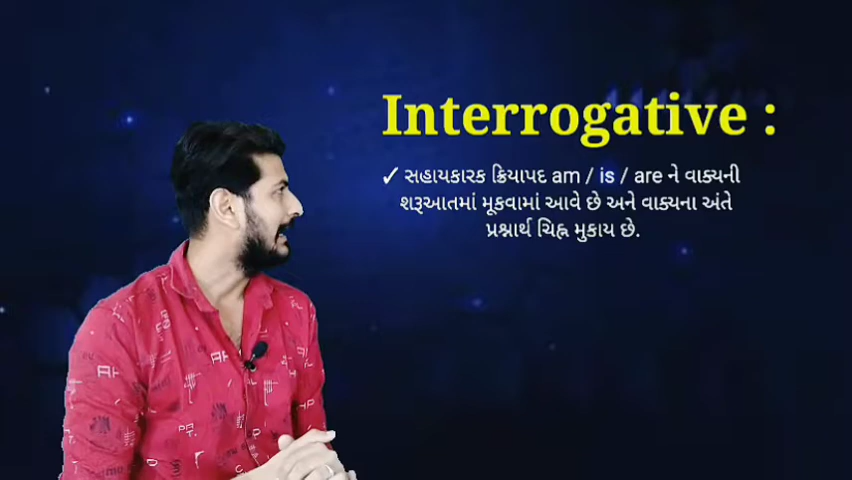 Interrogative :
✓ સહાયકારક ક્રિયાપદ am / is / are ને વાક્યની
શરૂઆતમાં મૂકવામાં આવે છે અને વાક્યના અંતે
પ્રશ્નાર્થ ચિહ્ન મુકાય છે.